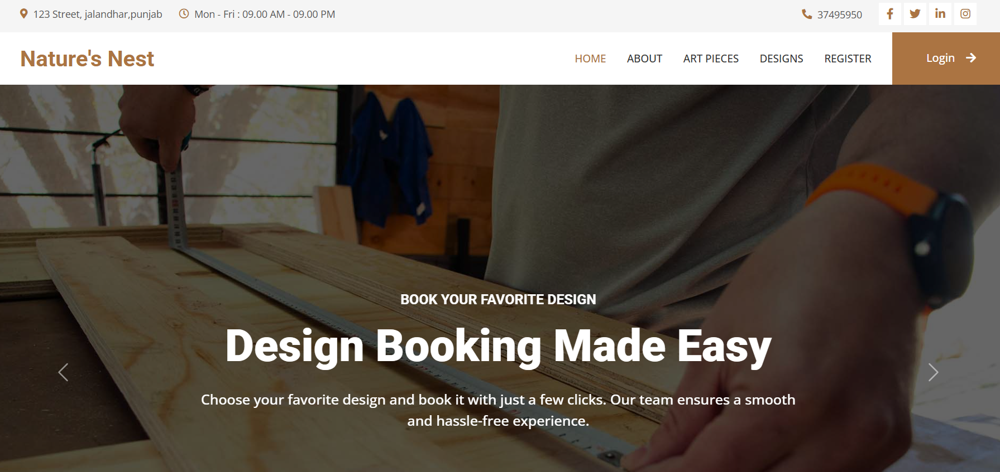 123 Street, jalandhar,punjab
Mon - Fri : 09.00 AM - 09.00 PM
37495950
Nature's Nest
HOME
ABOUT
ART PIECES
DESIGNS
REGISTER
Login
BOOK YOUR FAVORITE DESIGN
Design Booking Made Easy
Choose your favorite design and book it with just a few clicks. Our team ensures a smooth
and hassle-free experience.